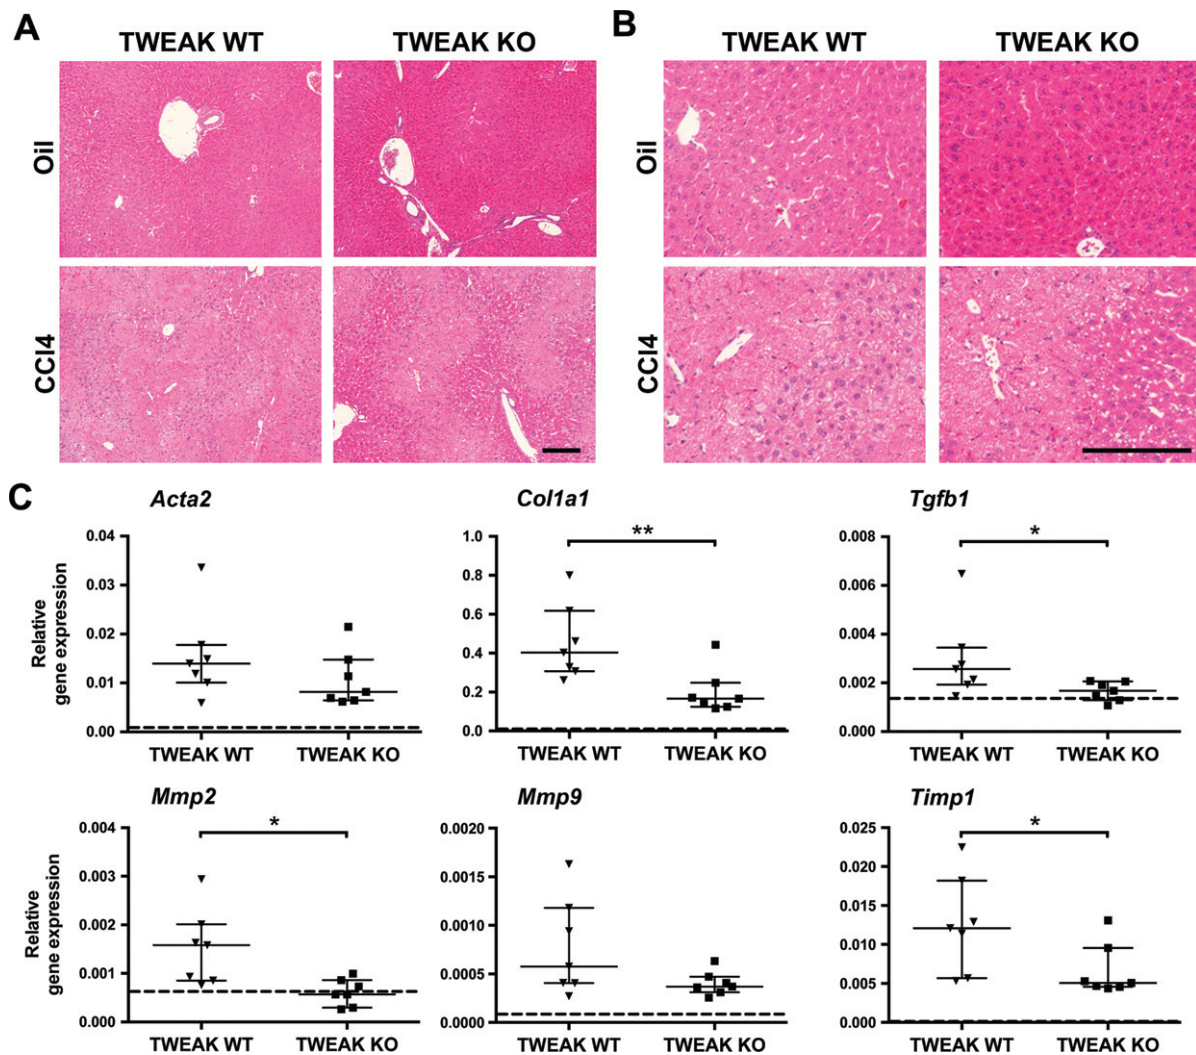 A
TWEAK WT
TWEAK KO
B
TWEAK WT
TWEAK KO
Oil
CCl4
Oil
CCl4
C
Acta2
Relative
gene expression
0.04
0.03
0.02
0.01
0.00
TWEAK WT
TWEAK KO
Col1a1
**
1.0
0.8
0.6
0.4
0.2
0.0
TWEAK WT
TWEAK KO
Tgfb1
*
0.008
0.006
0.004
0.002
0.000
TWEAK WT
TWEAK KO
Mmp2
*
Relative
gene expression
0.004
0.003
0.002
0.001
0.000
TWEAK WT
TWEAK KO
Mmp9
0.0020
0.0015
0.0010
0.0005
0.0000
TWEAK WT
TWEAK KO
Timp1
*
0.025
0.020
0.015
0.010
0.005
0.000
TWEAK WT
TWEAK KO